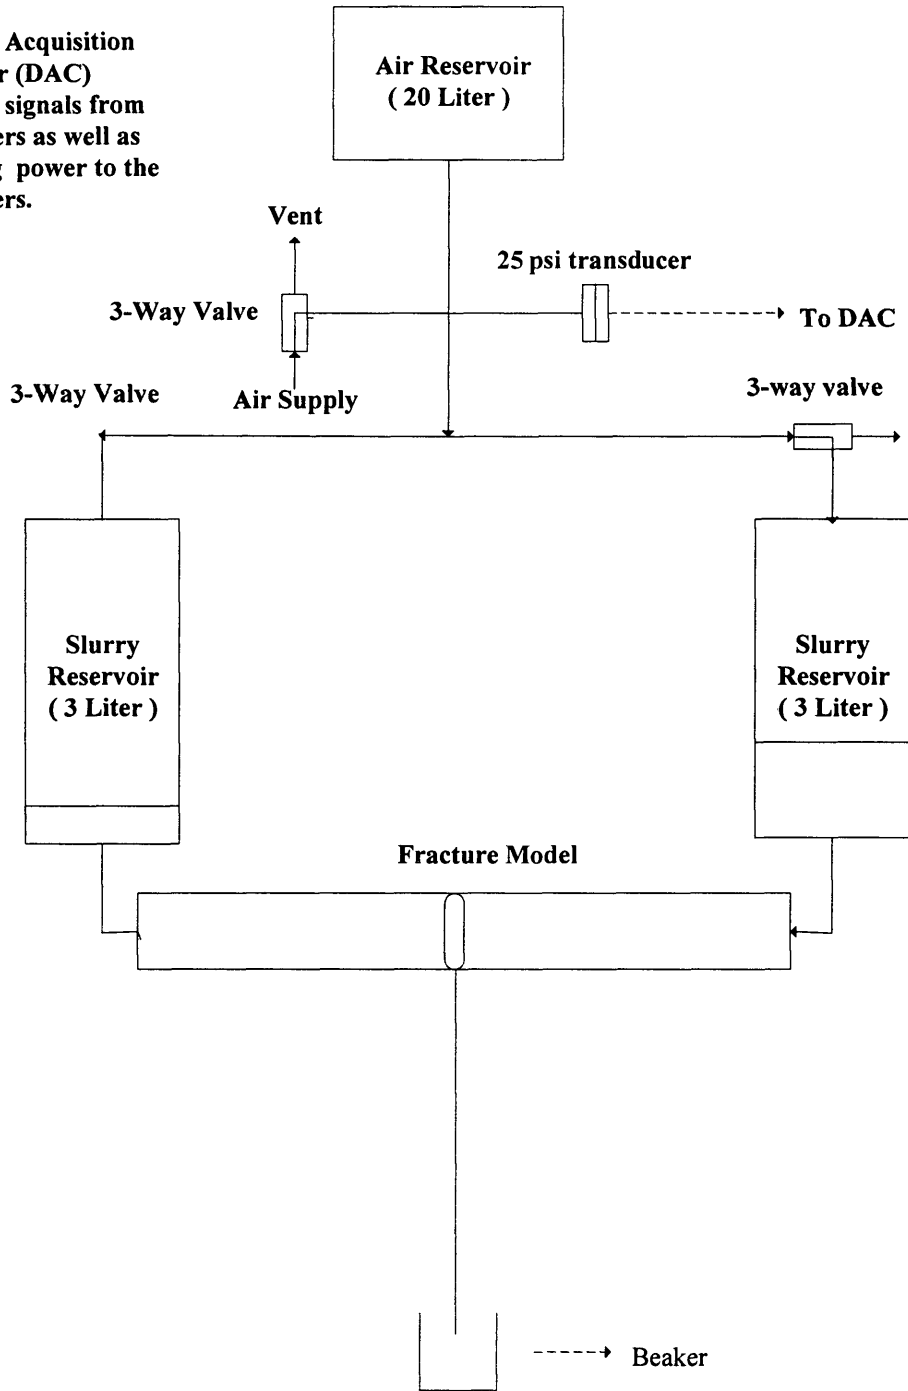 Acquisition
r (DAC)
signals from
ers as well as
g power to the
ers.
Air Reservoir
( 20 Liter )
Vent
25 psi transducer
3-Way Valve
To DAC
3-Way Valve
Air Supply
3-way valve
Slurry
Reservoir
( 3 Liter )
Slurry
Reservoir
( 3 Liter )
Fracture Model
Beaker